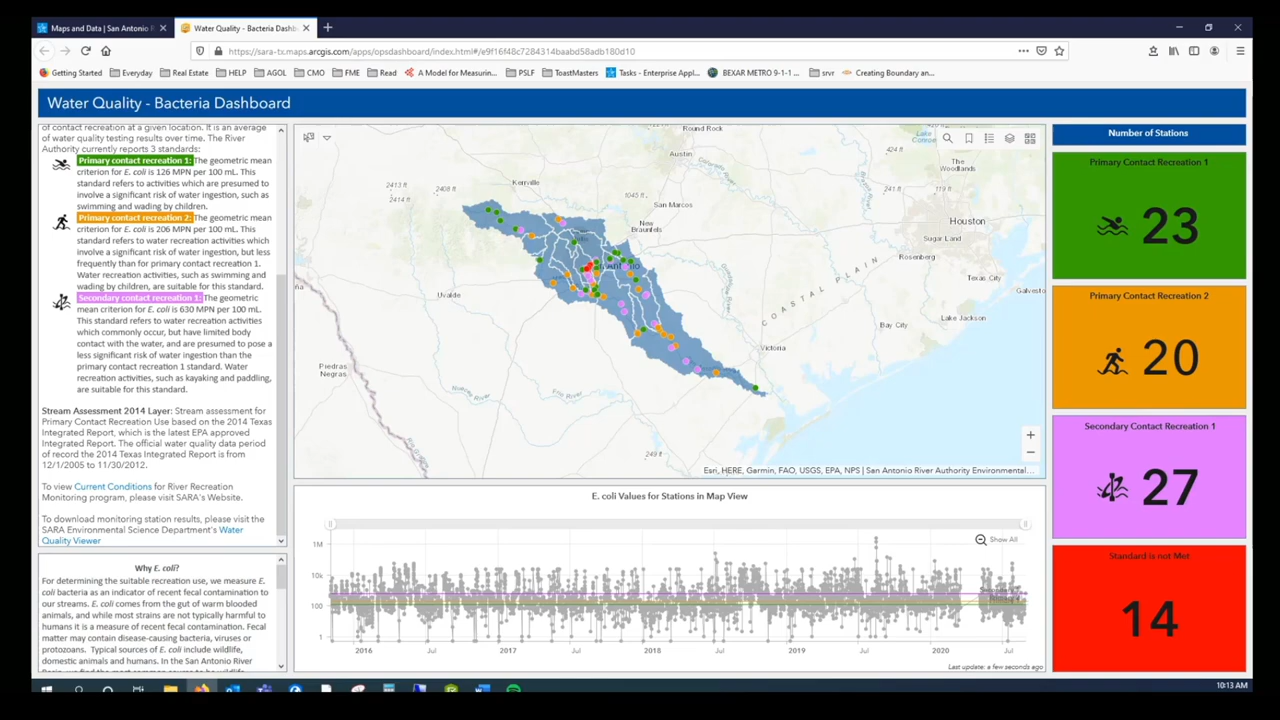 Maps and Data | San Antonio R
Water Quality - Bacteria Dashb
https://sara-tx.maps.arcgis.com/apps/opsdashboard/index.html#/e9f16f48c7284314baabd58adb180d10
Getting Started
Everyday
Real Estate
HELP
AGOL
CMO
FME
Read
A Model for Measurin...
PSLF
ToastMasters
Tasks - Enterprise Appl...
BEXAR METRO 9-1-1 ...
srvr
Creating Boundary an...
Water Quality - Bacteria Dashboard
of contact recreation at a given location. It is an average
of water quality testing results over time. The River
Authority currently reports 3 standards:
Primary contact recreation 1: The geometric mean
criterion for E. coli is 126 MPN per 100 mL. This
standard refers to activities which are presumed to
involve a significant risk of water ingestion, such as
swimming and wading by children.
Primary contact recreation 2: The geometric mean
criterion for E. coli is 206 MPN per 100 mL. This
standard refers to water recreation activities which
involve a significant risk of water ingestion, but less
frequently than for primary contact recreation 1.
Water recreation activities, such as swimming and
wading by children, are suitable for this standard.
Secondary contact recreation 1: The geometric
mean criterion for E. coli is 630 MPN per 100 mL.
This standard refers to water recreation activities
which commonly occur, but have limited body
contact with the water, and are presumed to pose a
less significant risk of water ingestion than the
primary contact recreation 1 standard. Water
recreation activities, such as kayaking and paddling,
are suitable for this standard.
Stream Assessment 2014 Layer: Stream assessment for
Primary Contact Recreation Use based on the 2014 Texas
Integrated Report, which is the latest EPA approved
Integrated Report. The official water quality data period
of record the 2014 Texas Integrated Report is from
12/1/2005 to 11/30/2012.
To view Current Conditions for River Recreation
Monitoring program, please visit SARA's Website.
To download monitoring station results, please visit the
SARA Environmental Science Department's Water
Quality Viewer
Why E. coli?
For determining the suitable recreation use, we measure E.
coli bacteria as an indicator of recent fecal contamination to
our streams. E. coli comes from the gut of warm blooded
animals, and while most strains are not typically harmful to
humans it is a measure of recent fecal contamination. Fecal
matter may contain disease-causing bacteria, viruses or
protozoans. Typical sources of E. coli include wildlife,
domestic animals and humans. In the San Antonio River
Round Rock
Austin
Lake Conroe
424 ft
The Woodlands
2413 ft
2408 ft
Kerrville
1045 ft
San Marcos
241 ft
119 ft
New Braunfels
Houston
Sugar Land
Rosenberg
Texas City
Galvesto
Uvalde
COASTAL PLAIN
Bay City
Lake Jackson
Victoria
Piedras Negras
Nueces River
Frio River
249 ft
Esri, HERE, Garmin, FAO, USGS, EPA, NPS | San Antonio River Authority Environmental...
E. coli Values for Stations in Map View
Show All
1M
10k
100
1
2016
Jul
2017
Jul
2018
Jul
2019
Jul
2020
Jul
Last update: a few seconds ago
Number of Stations
Primary Contact Recreation 1
23
Primary Contact Recreation 2
20
Secondary Contact Recreation 1
27
Standard is not Met
14
10:13 AM